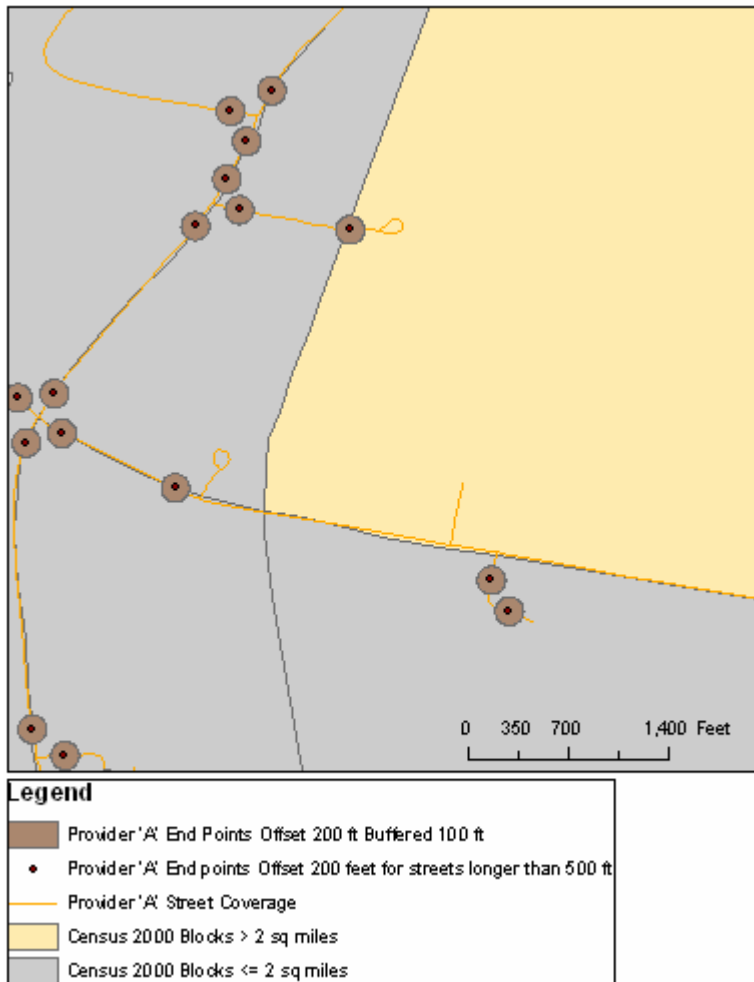 0 350 700 1,400 Feet
Legend
Provider 'A' End Points Offset 200 ft Buffered 100 ft
Provider 'A' End points Offset 200 feet for streets longer than 500 ft
Provider 'A' Street Coverage
Census 2000 Blocks > 2 sq miles
Census 2000 Blocks <= 2 sq miles